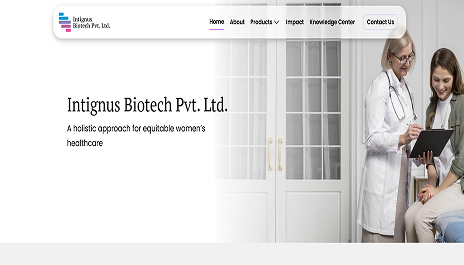 Intignus
Biotech Pvt. Ltd.
Home About Products Impact Knowledge Center Contact Us
Intignus Biotech Pvt. Ltd.
A holistic approach for equitable women's
healthcare